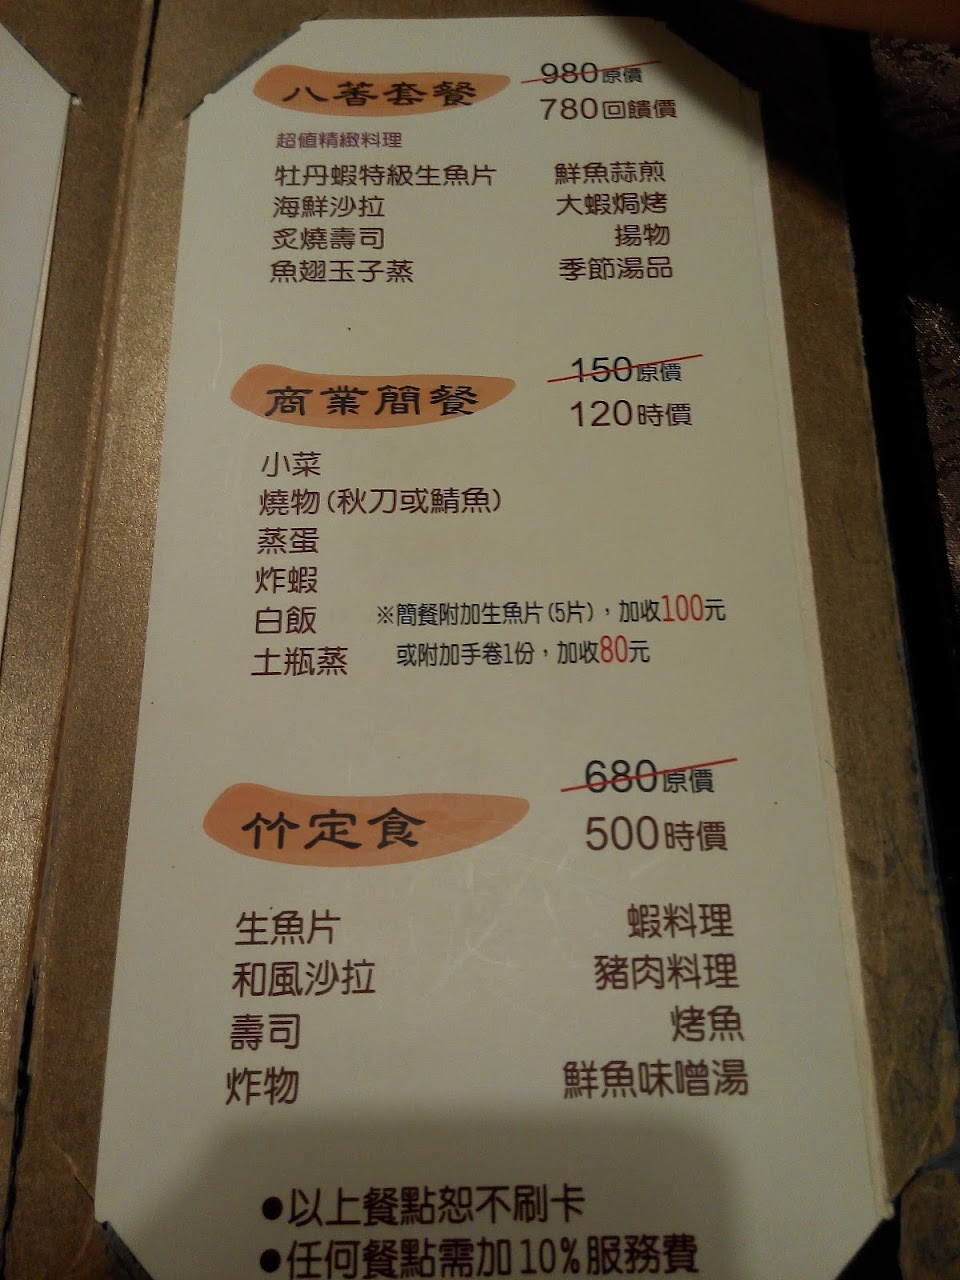 八箸套餐
980原價
780回饋價
超值精緻料理
牡丹蝦特級生魚片
鮮魚蒜煎
海鮮沙拉
大蝦焗烤
炙燒壽司
揚物
魚翅玉子蒸
季節湯品
商業簡餐
150原價
120時價
小菜
燒物(秋刀或鯖魚)
蒸蛋
炸蝦
白飯
※簡餐附加生魚片(5片),加收100元
土瓶蒸
或附加手卷1份,加收80元
竹定食
680原價
500時價
生魚片
蝦料理
和風沙拉
豬肉料理
壽司
烤魚
炸物
鮮魚味噌湯
●以上餐點恕不刷卡
●任何餐點需加10%服務費